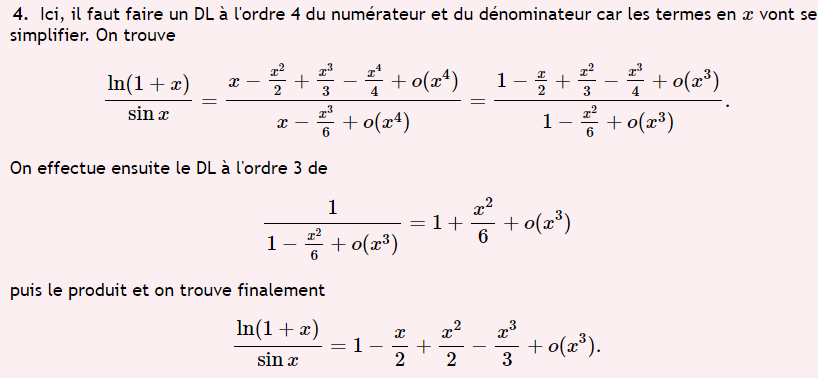 4. Ici, il faut faire un DL à l'ordre 4 du numérateur et du dénominateur car les termes en x vont se
simplifier. On trouve
\frac{\ln(1+x)}{\sin x} = \frac{x - \frac{x^2}{2} + \frac{x^3}{3} - \frac{x^4}{4} + o(x^4)}{x - \frac{x^3}{6} + o(x^4)} = \frac{1 - \frac{x}{2} + \frac{x^2}{3} - \frac{x^3}{4} + o(x^3)}{1 - \frac{x^2}{6} + o(x^3)}.
On effectue ensuite le DL à l'ordre 3 de
\frac{1}{1 - \frac{x^2}{6} + o(x^3)} = 1 + \frac{x^2}{6} + o(x^3)
puis le produit et on trouve finalement
\frac{\ln(1+x)}{\sin x} = 1 - \frac{x}{2} + \frac{x^2}{2} - \frac{x^3}{3} + o(x^3).